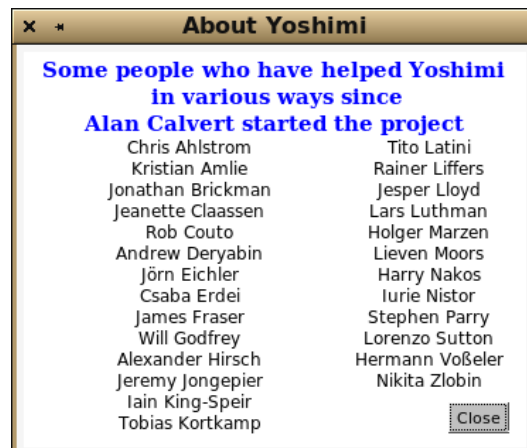 About Yoshimi
Some people who have helped Yoshimi
in various ways since
Alan Calvert started the project
Chris Ahlstrom
Kristian Amlie
Jonathan Brickman
Jeanette Claassen
Rob Couto
Andrew Deryabin
Jörn Eichler
Csaba Erdei
James Fraser
Will Godfrey
Alexander Hirsch
Jeremy Jongepier
Iain King-Speir
Tobias Kortkamp
Tito Latini
Rainer Liffers
Jesper Lloyd
Lars Luthman
Holger Marzen
Lieven Moors
Harry Nakos
Iurie Nistor
Stephen Parry
Lorenzo Sutton
Hermann Voßeler
Nikita Zlobin
Close